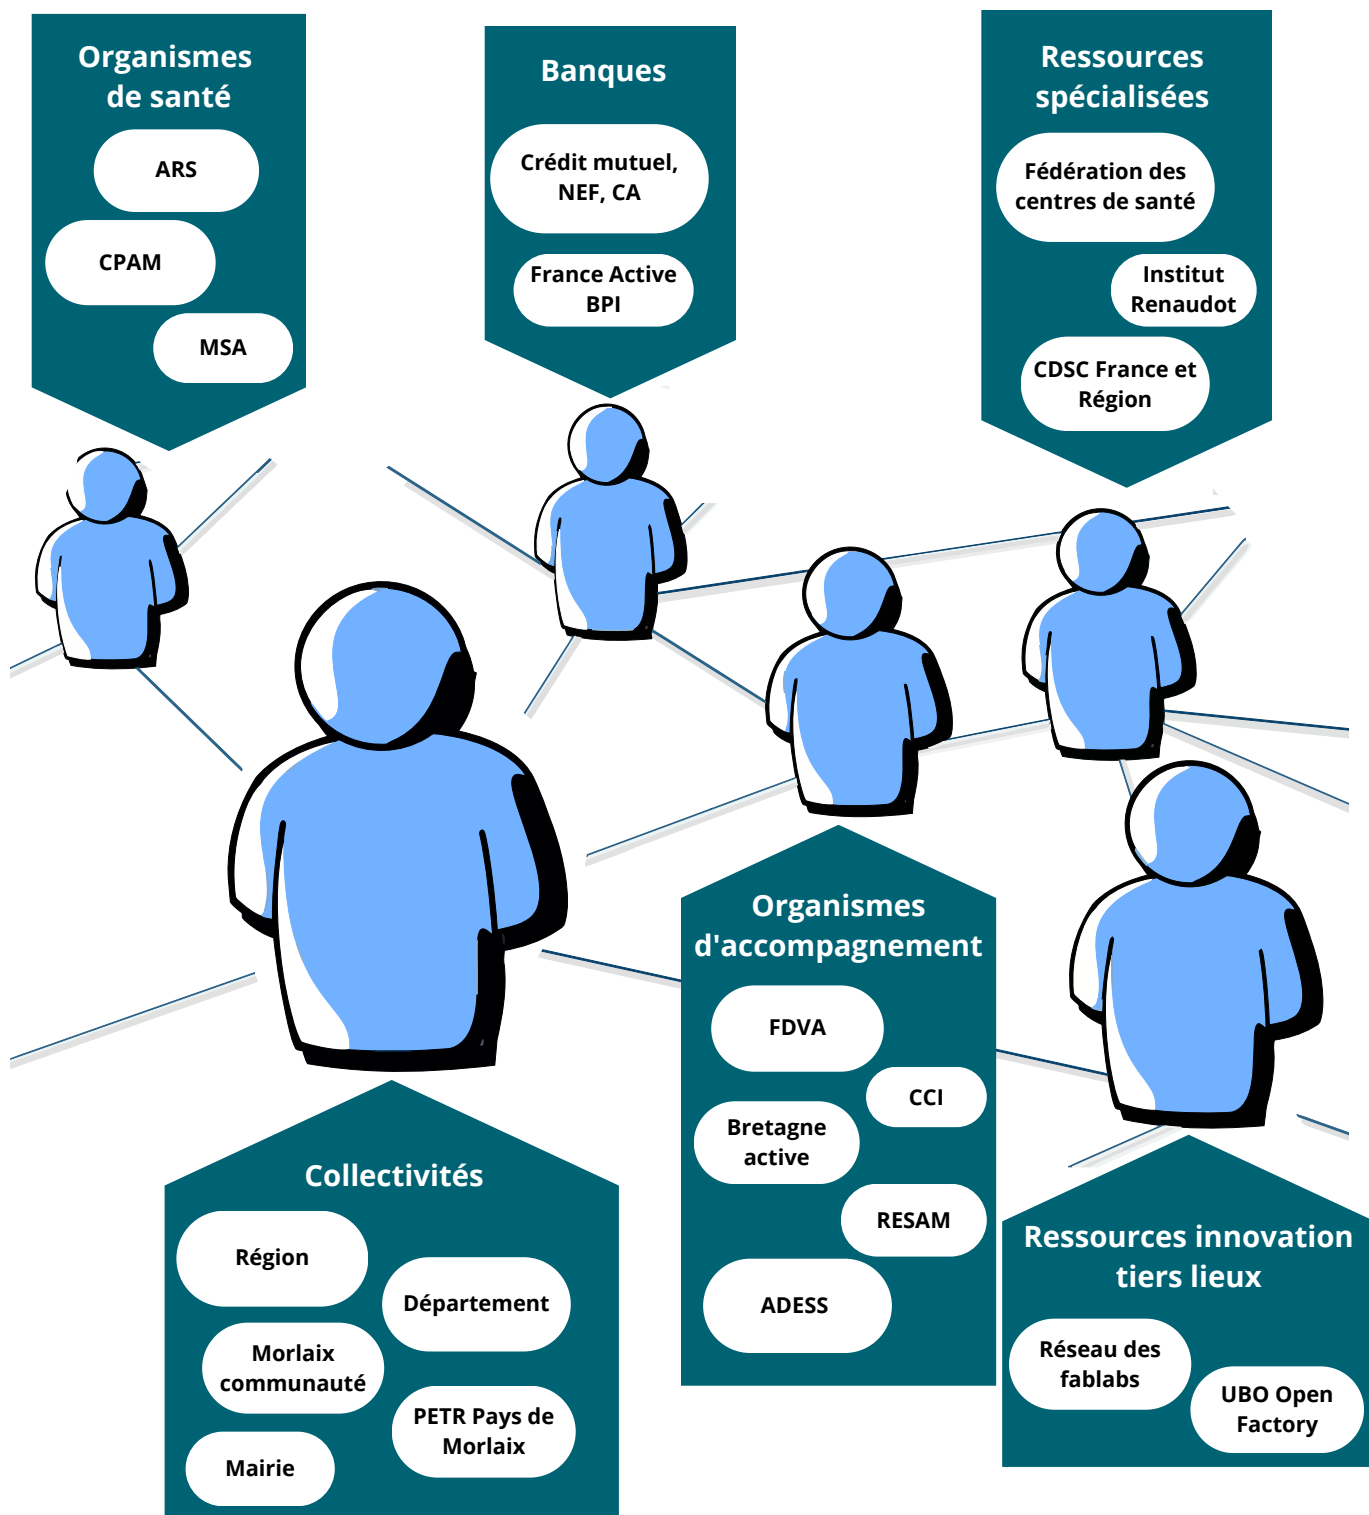 Organismes
de santé
ARS
CPAM
MSA
Banques
Crédit mutuel,
NEF, CA
France Active
BPI
Ressources
spécialisées
Fédération des
centres de santé
Institut
Renaudot
CDSC France et
Région
Organismes
d'accompagnement
FDVA
CCI
Bretagne
active
RESAM
ADESS
Collectivités
Région
Département
Morlaix
communauté
PETR Pays de
Morlaix
Mairie
Ressources innovation
tiers lieux
Réseau des
fablabs
UBO Open
Factory